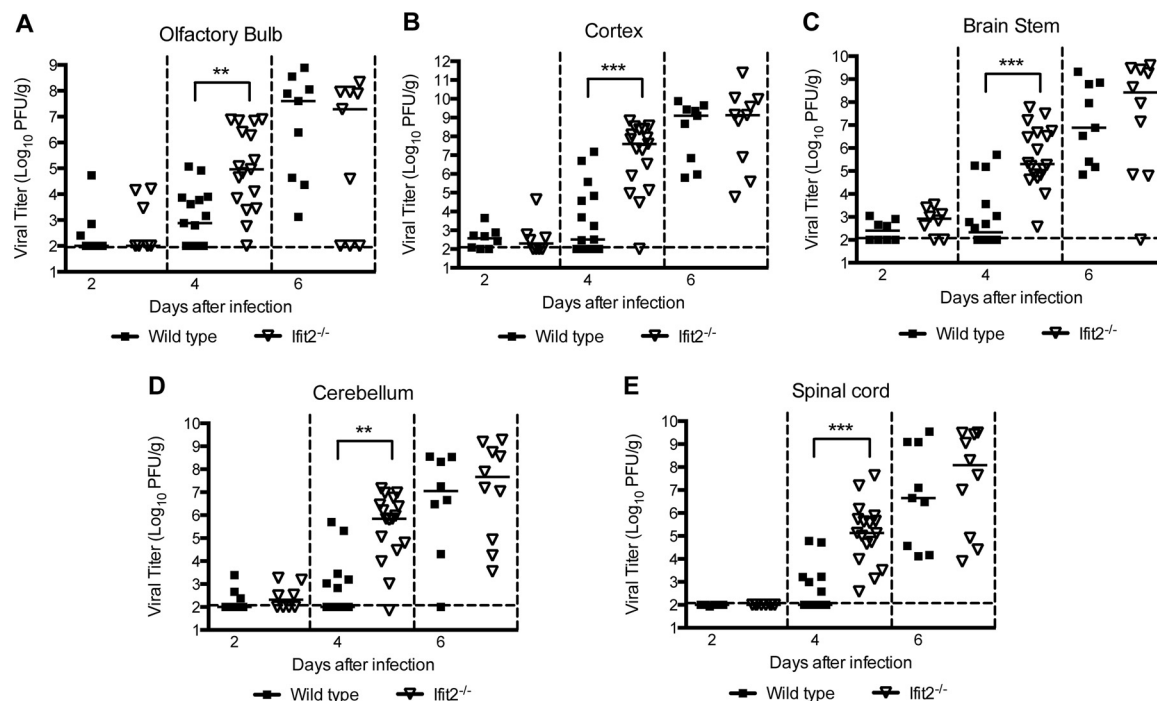 A
Olfactory Bulb
Viral Titer (Log10 PFU/g)
9
8
7
6
5
4
3
2
1
**
2 4 6
Days after infection
Wild type Ifit2-/-
B
Cortex
Viral Titer (Log10 PFU/g)
12
11
10
9
8
7
6
5
4
3
2
1
***
2 4 6
Days after infection
Wild type Ifit2-/-
C
Brain Stem
Viral Titer (Log10 PFU/g)
10
9
8
7
6
5
4
3
2
1
***
2 4 6
Days after infection
Wild type Ifit2-/-
D
Cerebellum
Viral Titer (Log10 PFU/g)
10
9
8
7
6
5
4
3
2
1
**
2 4 6
Days after infection
Wild type Ifit2-/-
E
Spinal cord
Viral Titer (Log10 PFU/g)
10
9
8
7
6
5
4
3
2
1
***
2 4 6
Days after infection
Wild type Ifit2-/-